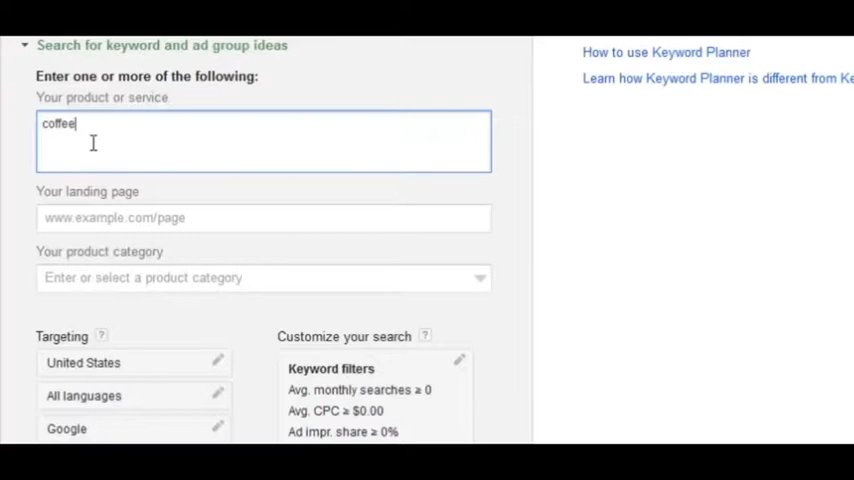 Search for keyword and ad group ideas
Enter one or more of the following:
Your product or service
coffee
Your landing page
www.example.com/page
Your product category
Enter or select a product category
Targeting ?
United States
All languages
Google
Customize your search ?
Keyword filters
Avg. monthly searches ≥ 0
Avg. CPC ≥ $0.00
Ad impr. share ≥ 0%
How to use Keyword Planner
Learn how Keyword Planner is different from Ke